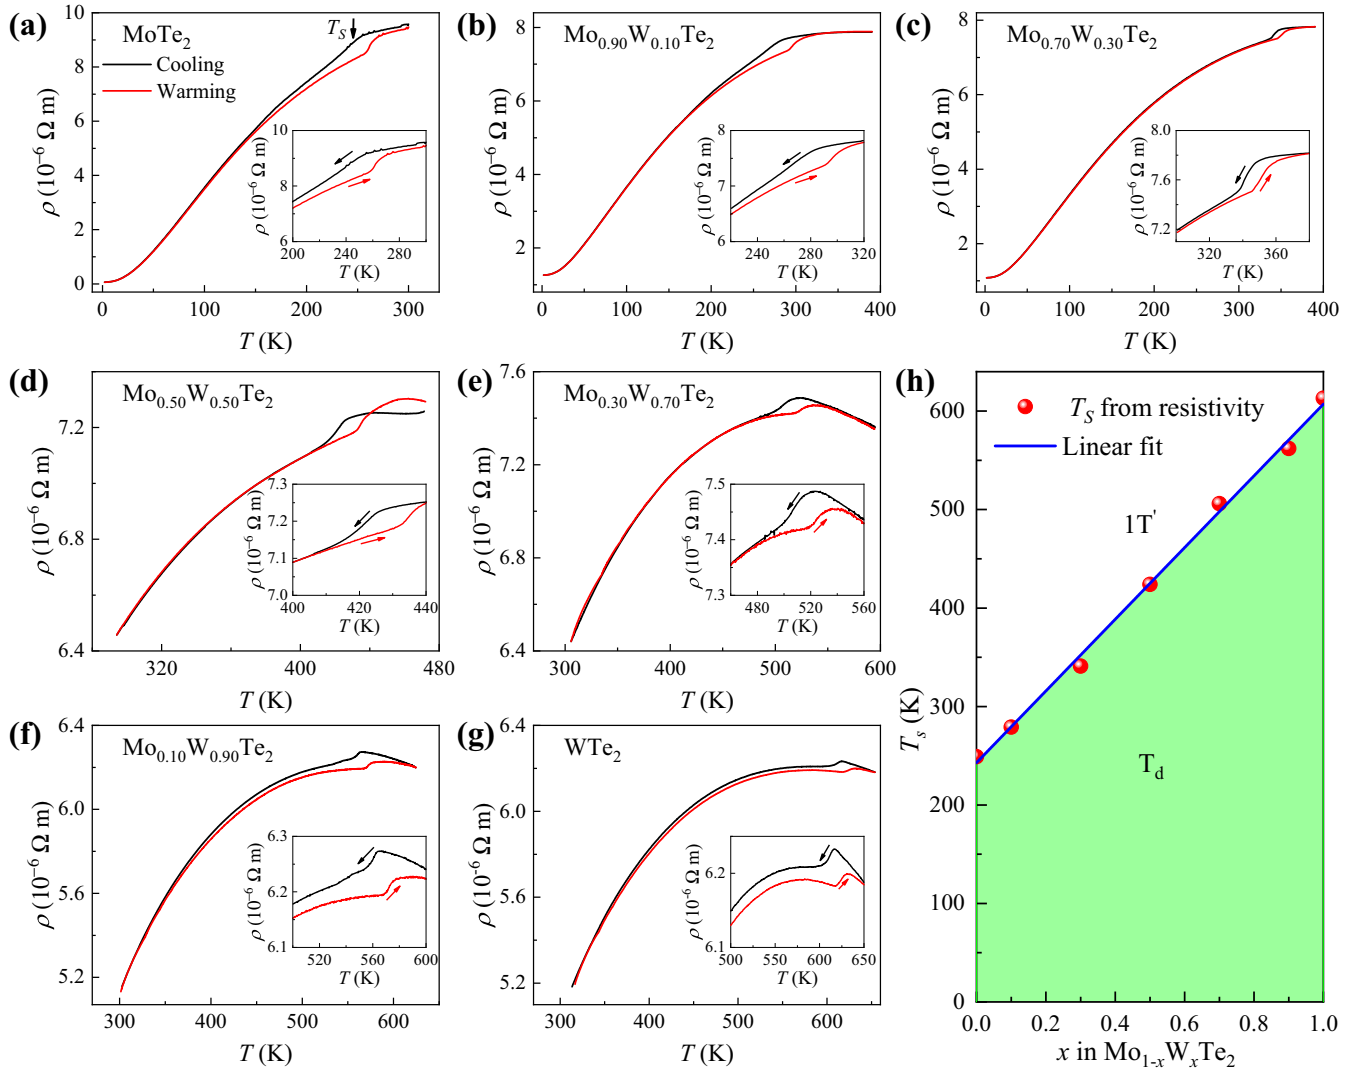 (a)
MoTe2
TS
Cooling
Warming
ρ (10−6 Ω m)
10
8
6
4
2
0
0
100
200
300
T (K)
10
8
6
200
240
280
ρ (10−6 Ω m)
T (K)
(b)
Mo0.90W0.10Te2
ρ (10−6 Ω m)
8
6
4
2
0
100
200
300
400
T (K)
8
7
6
240
280
320
ρ (10−6 Ω m)
T (K)
(c)
Mo0.70W0.30Te2
ρ (10−6 Ω m)
8
6
4
2
0
100
200
300
400
T (K)
8.0
7.6
7.2
320
360
ρ (10−6 Ω m)
T (K)
(d)
Mo0.50W0.50Te2
ρ (10−6 Ω m)
7.2
6.8
6.4
320
400
480
T (K)
7.3
7.2
7.1
7.0
400
420
440
ρ (10−6 Ω m)
T (K)
(e)
Mo0.30W0.70Te2
ρ (10−6 Ω m)
7.6
7.2
6.8
6.4
300
400
500
600
T (K)
7.5
7.4
7.3
480
520
560
ρ (10−6 Ω m)
T (K)
(f)
Mo0.10W0.90Te2
ρ (10−6 Ω m)
6.4
6.0
5.6
5.2
300
400
500
600
T (K)
6.3
6.2
6.1
520
560
600
ρ (10−6 Ω m)
T (K)
(g)
WTe2
ρ (10-6 Ω m)
6.4
6.0
5.6
5.2
300
400
500
600
T (K)
6.2
6.1
500
550
600
650
ρ (10−6 Ω m)
T (K)
(h)
TS from resistivity
Linear fit
1T'
Td
Ts (K)
600
500
400
300
200
100
0
0.0
0.2
0.4
0.6
0.8
1.0
x in Mo1-xWxTe2